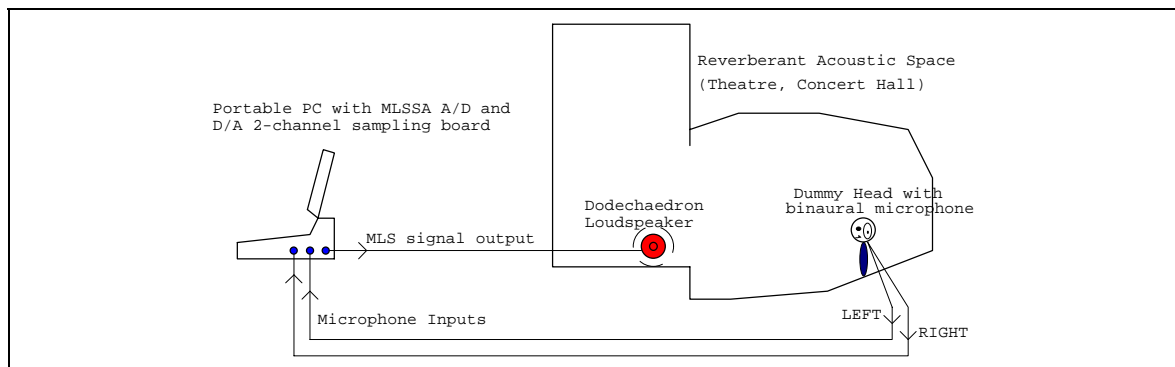 Reverberant Acoustic Space
(Theatre, Concert Hall)
Portable PC with MLSSA A/D and
D/A 2-channel sampling board
Dummy Head with
binaural microphone
Dodechaedron
Loudspeaker
MLS signal output
LEFT
Microphone Inputs
RIGHT